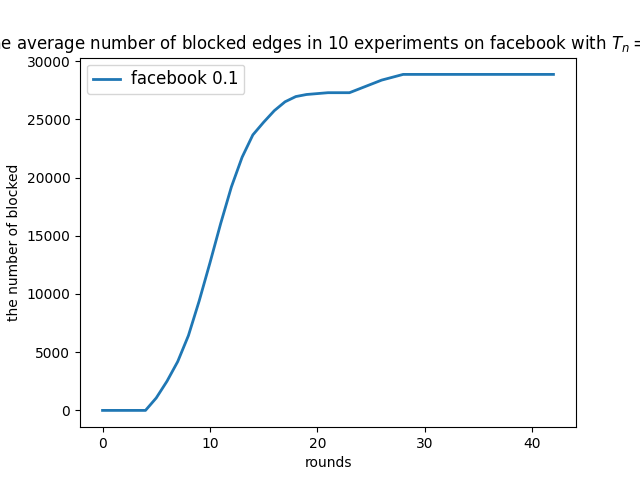 e average number of blocked edges in 10 experiments on facebook with Tₙ =
30000
facebook 0.1
25000
20000
15000
10000
5000
0
the number of blocked
0 10 20 30 40
rounds